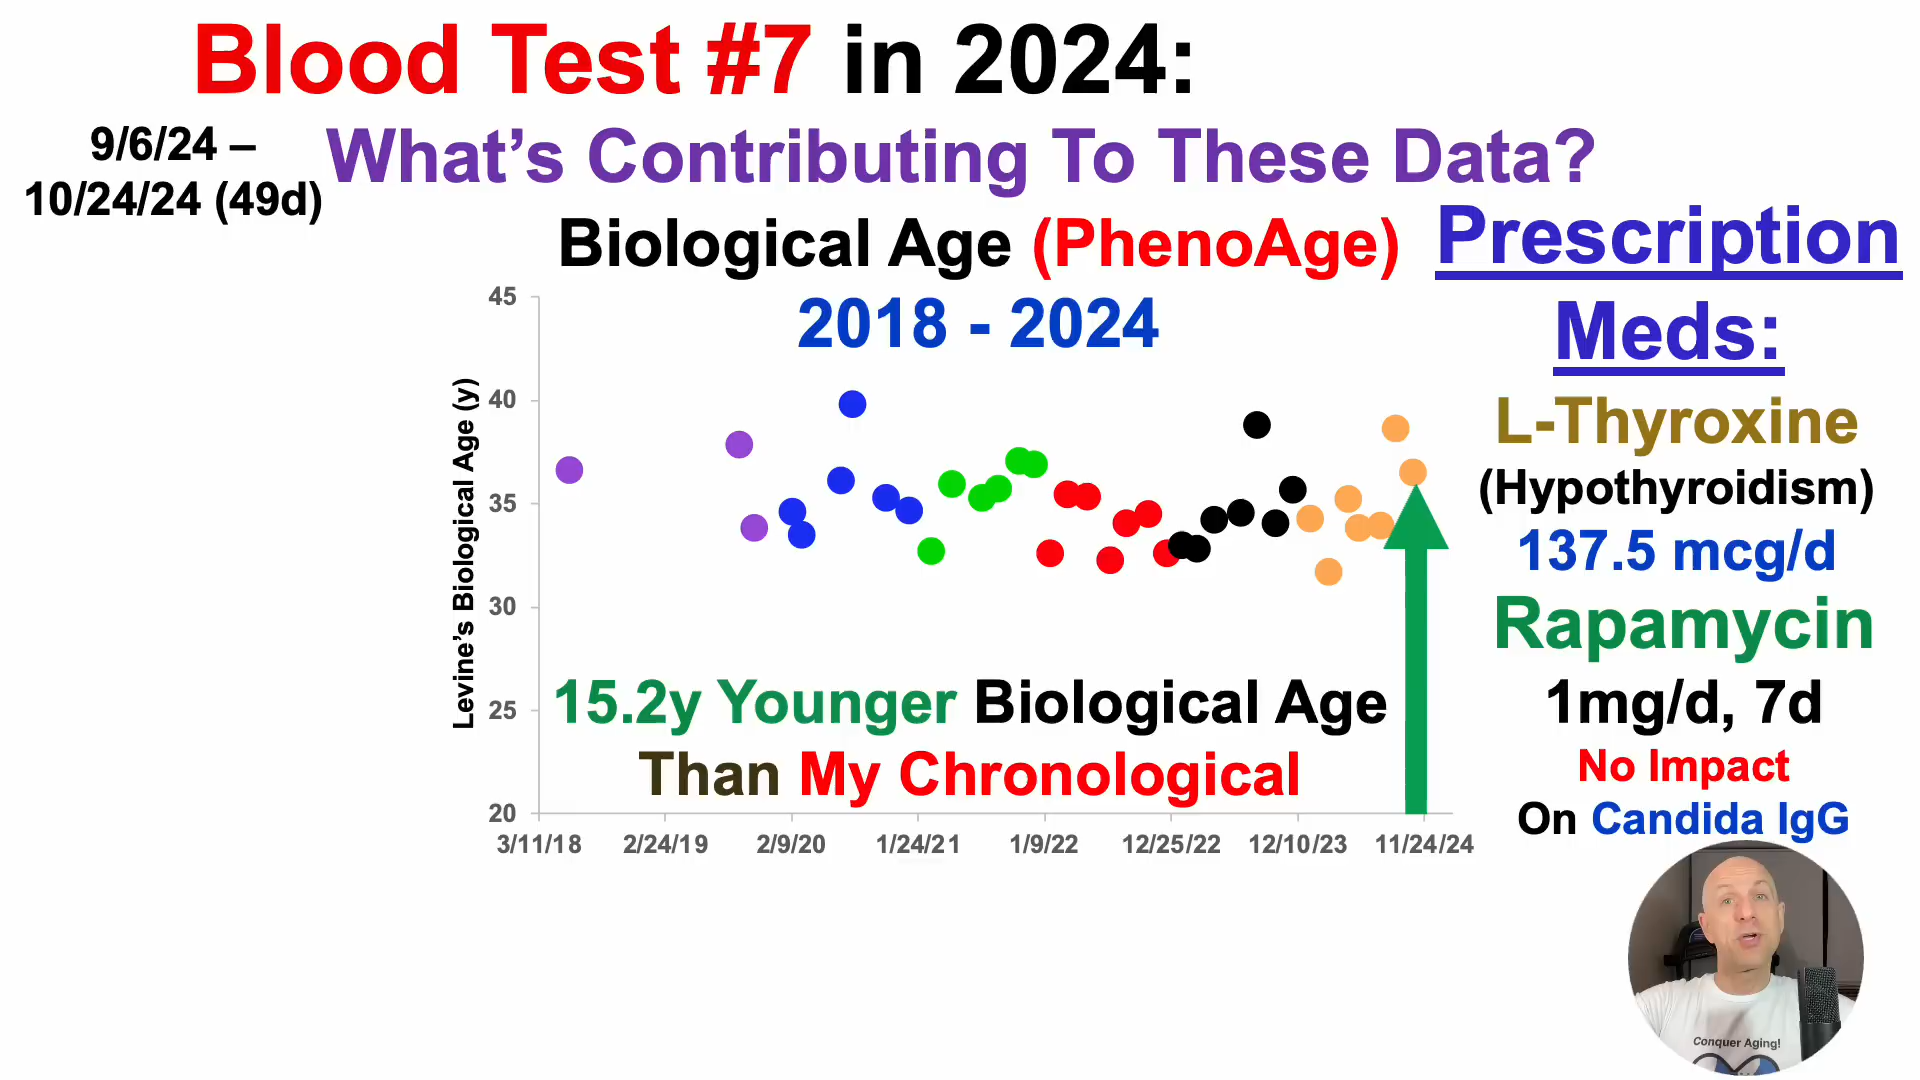 Blood Test #7 in 2024:
9/6/24 –
10/24/24 (49d)
What's Contributing To These Data?
Biological Age (PhenoAge)
2018 - 2024
Levine's Biological Age (y)
45
40
35
30
25
20
3/11/18 2/24/19 2/9/20 1/24/21 1/9/22 12/25/22 12/10/23 11/24/24
15.2y Younger Biological Age
Than My Chronological
Prescription
Meds:
L-Thyroxine
(Hypothyroidism)
137.5 mcg/d
Rapamycin
1mg/d, 7d
No Impact
On Candida IgG
Conquer Aging!